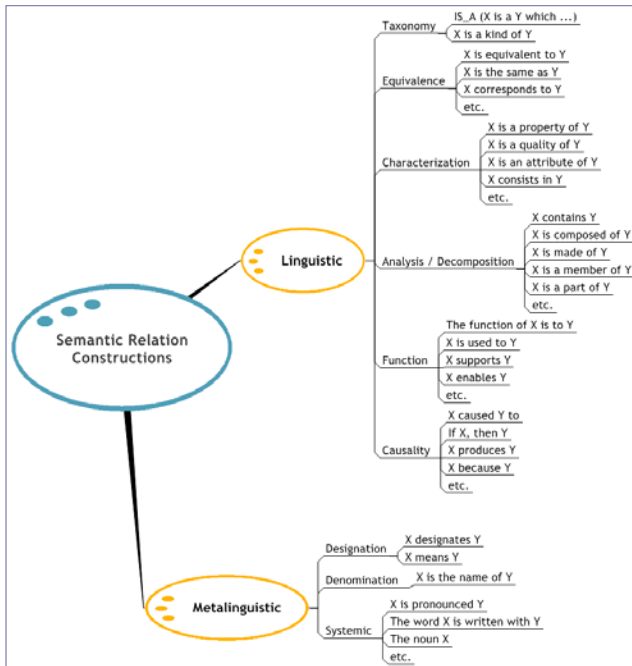 Semantic Relation
Constructions
Linguistic
Taxonomy
IS_A (X is a Y which ...)
X is a kind of Y
Equivalence
X is equivalent to Y
X is the same as Y
X corresponds to Y
etc.
Characterization
X is a property of Y
X is a quality of Y
X is an attribute of Y
X consists in Y
etc.
Analysis / Decomposition
X contains Y
X is composed of Y
X is made of Y
X is a member of Y
X is a part of Y
etc.
Function
The function of X is to Y
X is used to Y
X supports Y
X enables Y
etc.
Causality
X caused Y to
If X, then Y
X produces Y
X because Y
etc.
Metalinguistic
Designation
X designates Y
X means Y
Denomination
X is the name of Y
Systemic
X is pronounced Y
The word X is written with Y
The noun X
etc.